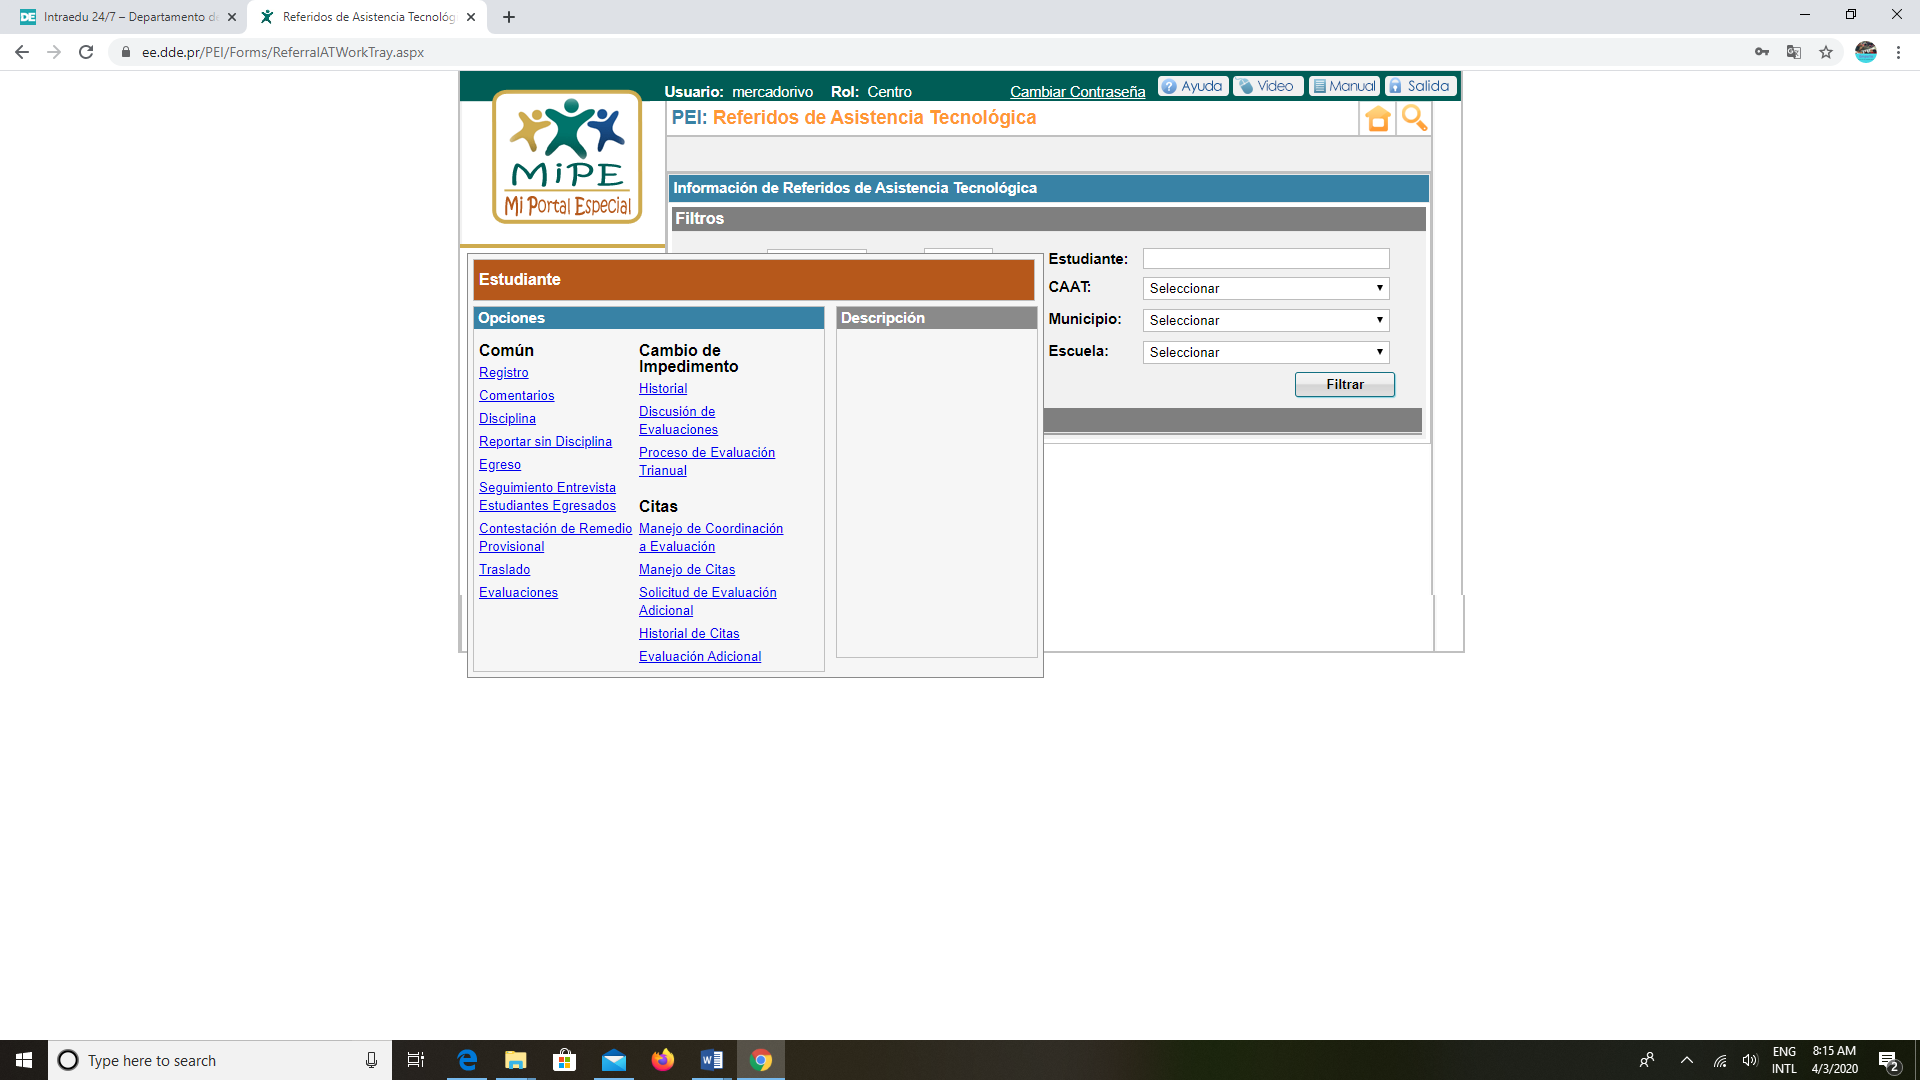 Intraedu 24/7 – Departamento d
Referidos de Asistencia Tecnológ
ee.dde.pr/PEI/Forms/ReferralATWorkTray.aspx
Usuario: mercadorivo Rol: Centro Cambiar Contraseña Ayuda Video Manual Salida
MiPE
Mi Portal Especial
PEI: Referidos de Asistencia Tecnológica
Información de Referidos de Asistencia Tecnológica
Filtros
Estudiante:
CAAT: Seleccionar
Municipio: Seleccionar
Escuela: Seleccionar
Filtrar
Estudiante
Opciones
Descripción
Común
Registro
Comentarios
Disciplina
Reportar sin Disciplina
Egreso
Seguimiento Entrevista
Estudiantes Egresados
Contestación de Remedio
Provisional
Traslado
Evaluaciones
Cambio de
Impedimento
Historial
Discusión de
Evaluaciones
Proceso de Evaluación
Trianual
Citas
Manejo de Coordinación
a Evaluación
Manejo de Citas
Solicitud de Evaluación
Adicional
Historial de Citas
Evaluación Adicional
Type here to search
ENG
INTL
8:15 AM
4/3/2020
2